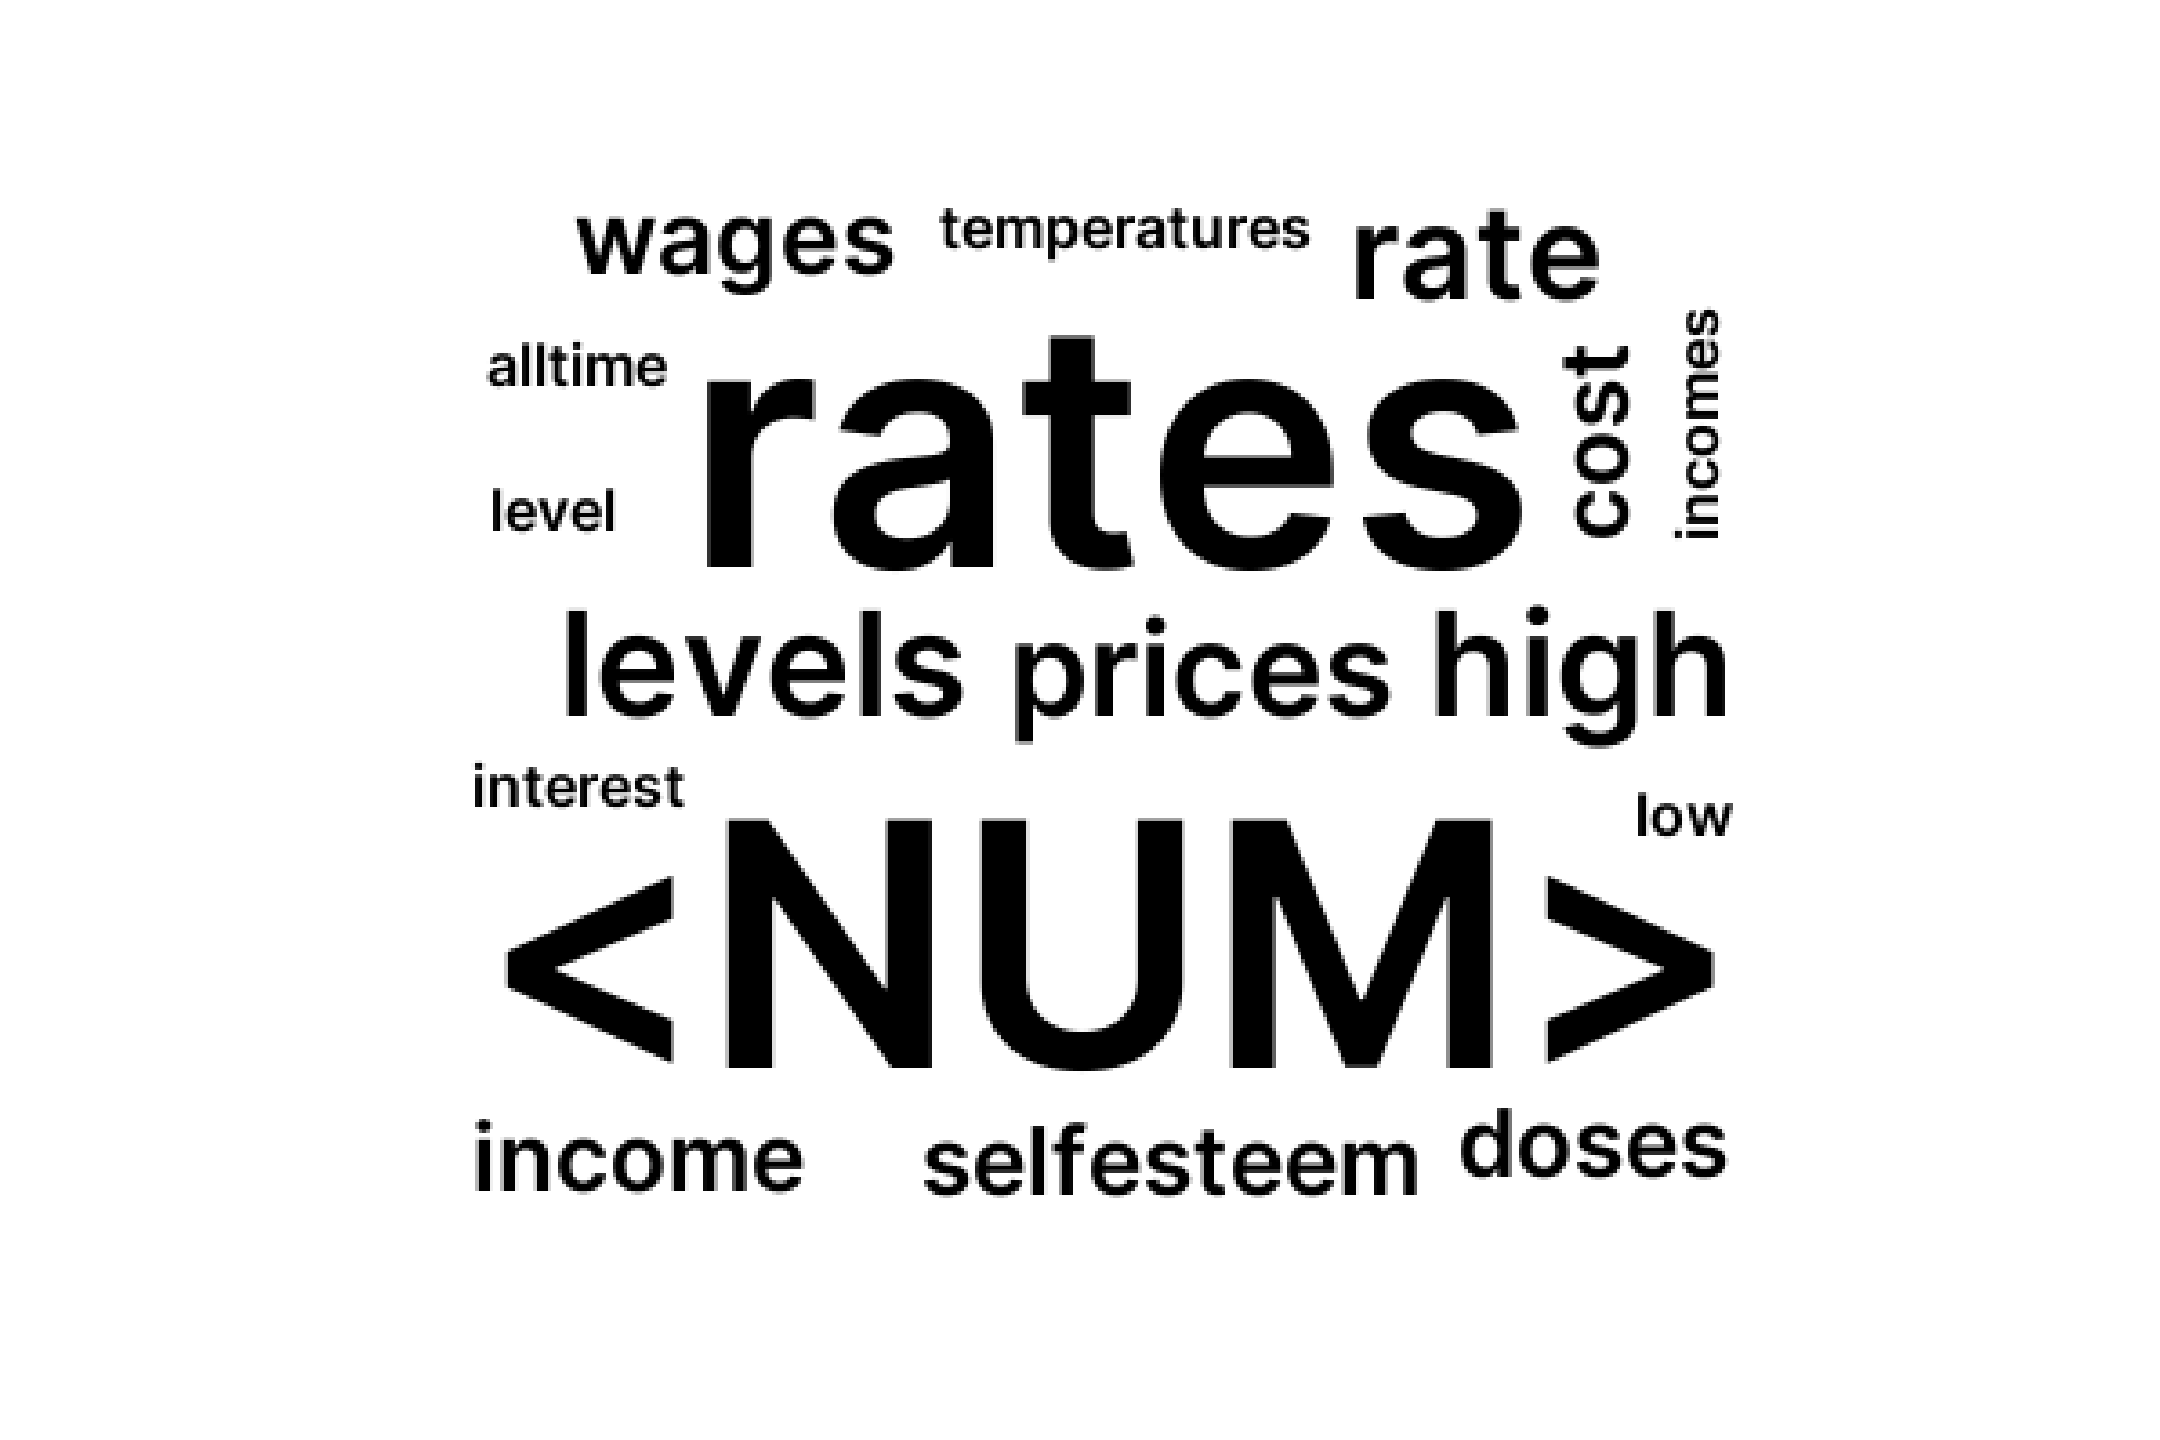 wages temperatures rate
alltime
rates
cost
incomes
level
levels prices high
interest
low
<NUM>
income selfesteem doses